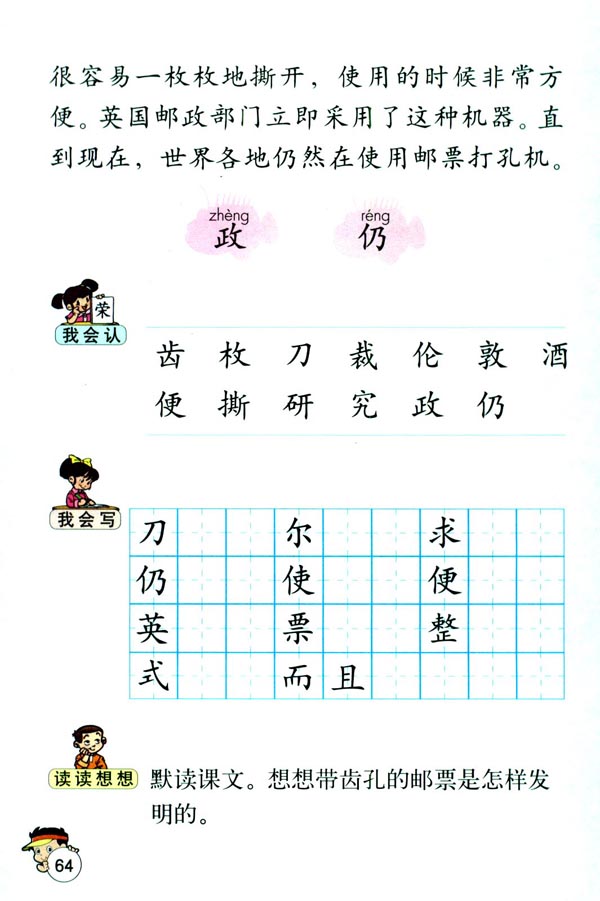 很容易一枚枚地撕开，使用的时候非常方
便。英国邮政部门立即采用了这种机器。直
到现在，世界各地仍然在使用邮票打孔机。
zhèng réng
政 仍
荣
我会认
齿 枚 刀 裁 伦 敦 酒
便 撕 研 究 政 仍
我会写
刀 尔 求
仍 使 便
英 票 整
式 而 且
读读想想
默读课文。想想带齿孔的邮票是怎样发
明的。
64